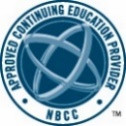 APPROVED CONTINUING EDUCATION PROVIDER
• NBCC •
TM